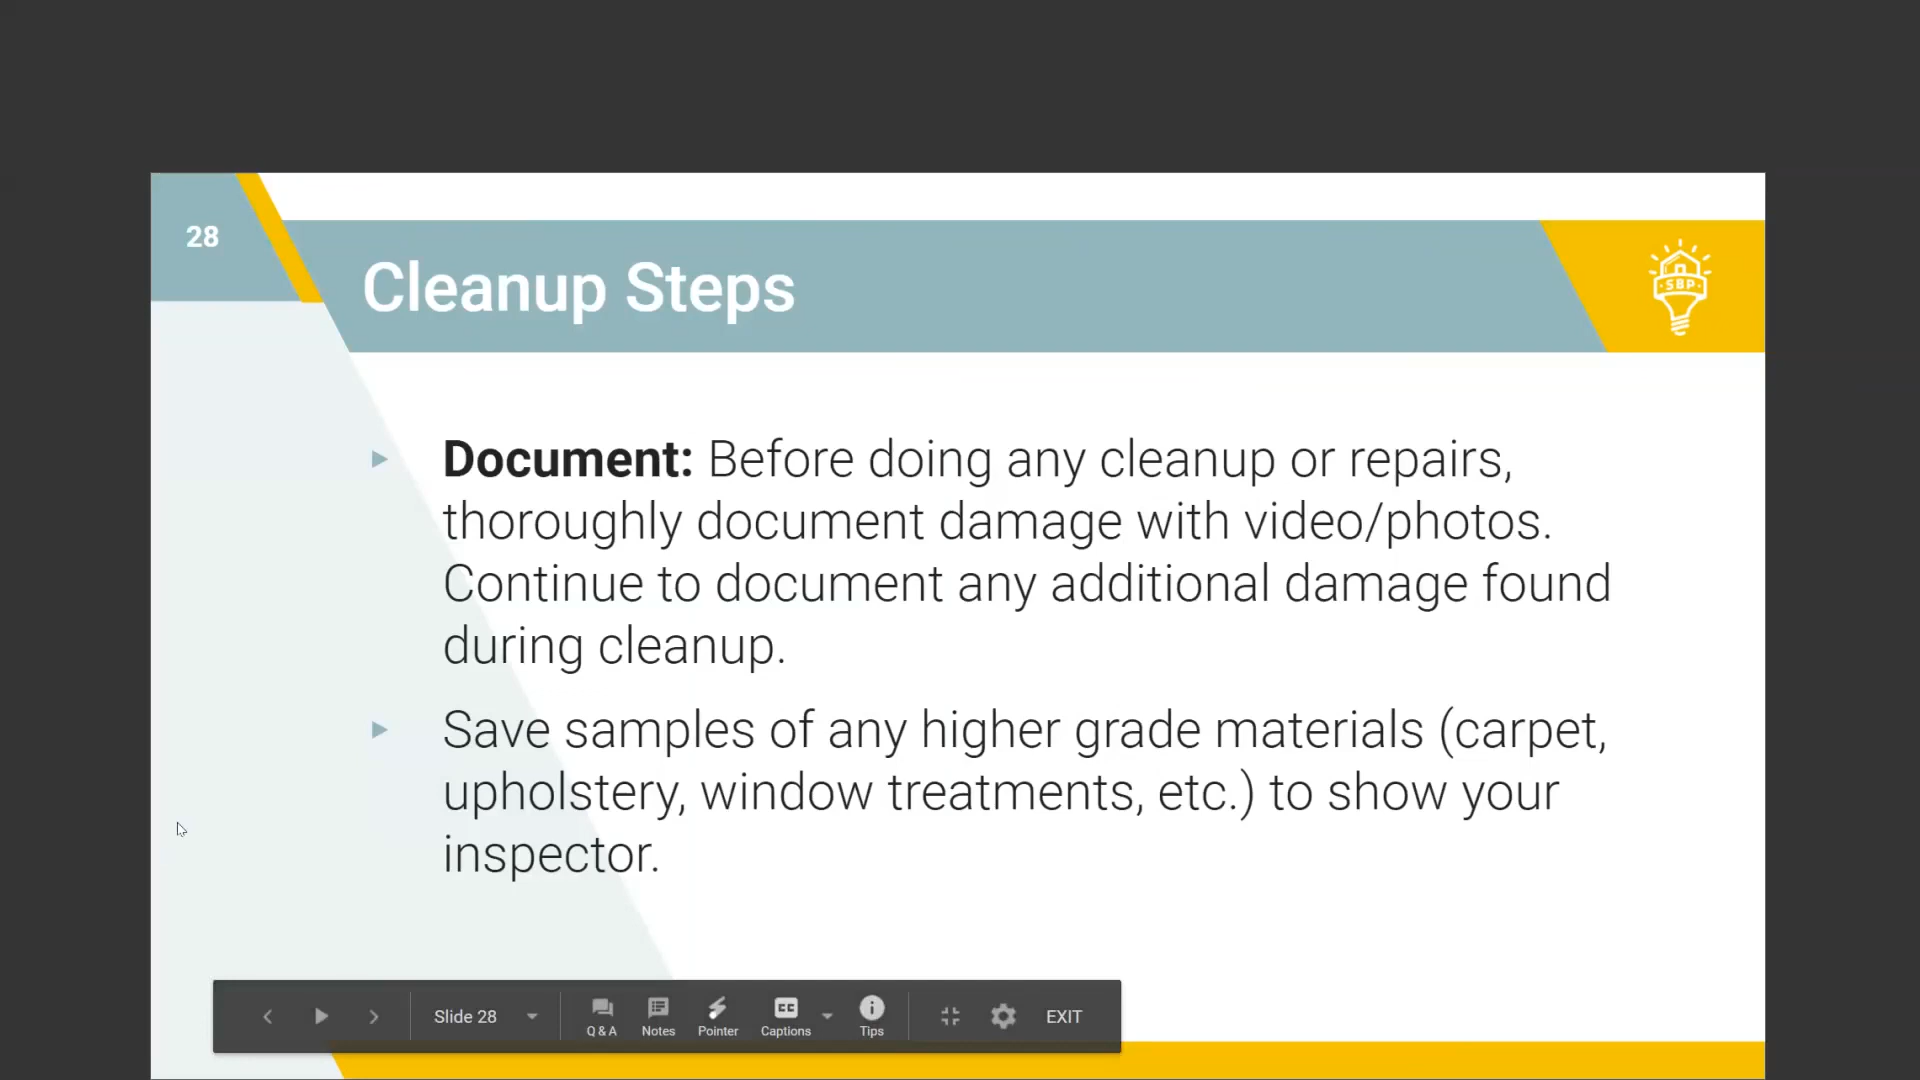 28
Cleanup Steps
SBP
Document: Before doing any cleanup or repairs,
thoroughly document damage with video/photos.
Continue to document any additional damage found
during cleanup.
Save samples of any higher grade materials (carpet,
upholstery, window treatments, etc.) to show your
inspector.
Slide 28
Q & A
Notes
Pointer
CC
Captions
Tips
EXIT